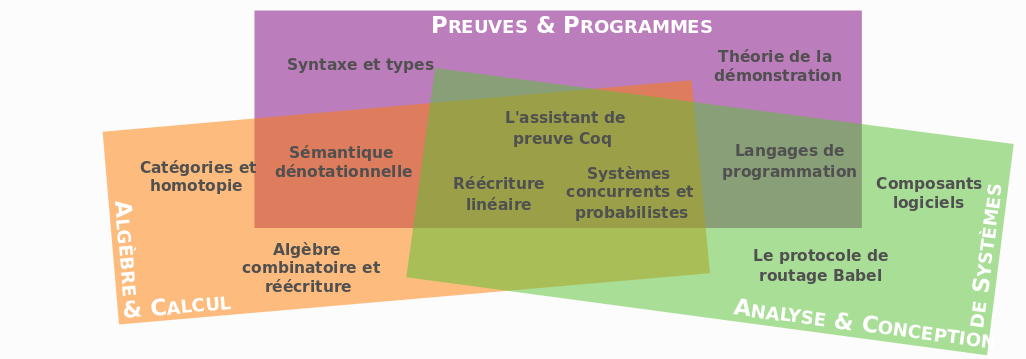 PREUVES & PROGRAMMES
Syntaxe et types
Théorie de la
démonstration
L'assistant de
preuve Coq
Catégories et
homotopie
Sémantique
dénotationnelle
Réécriture
linéaire
Systèmes
concurrents et
probabilistes
Langages de
programmation
Composants
logiciels
Algèbre
combinatoire et
réécriture
Le protocole de
routage Babel
ALGÈBRE
& CALCUL
ANALYSE & CONCEPTION
DE SYSTÈMES